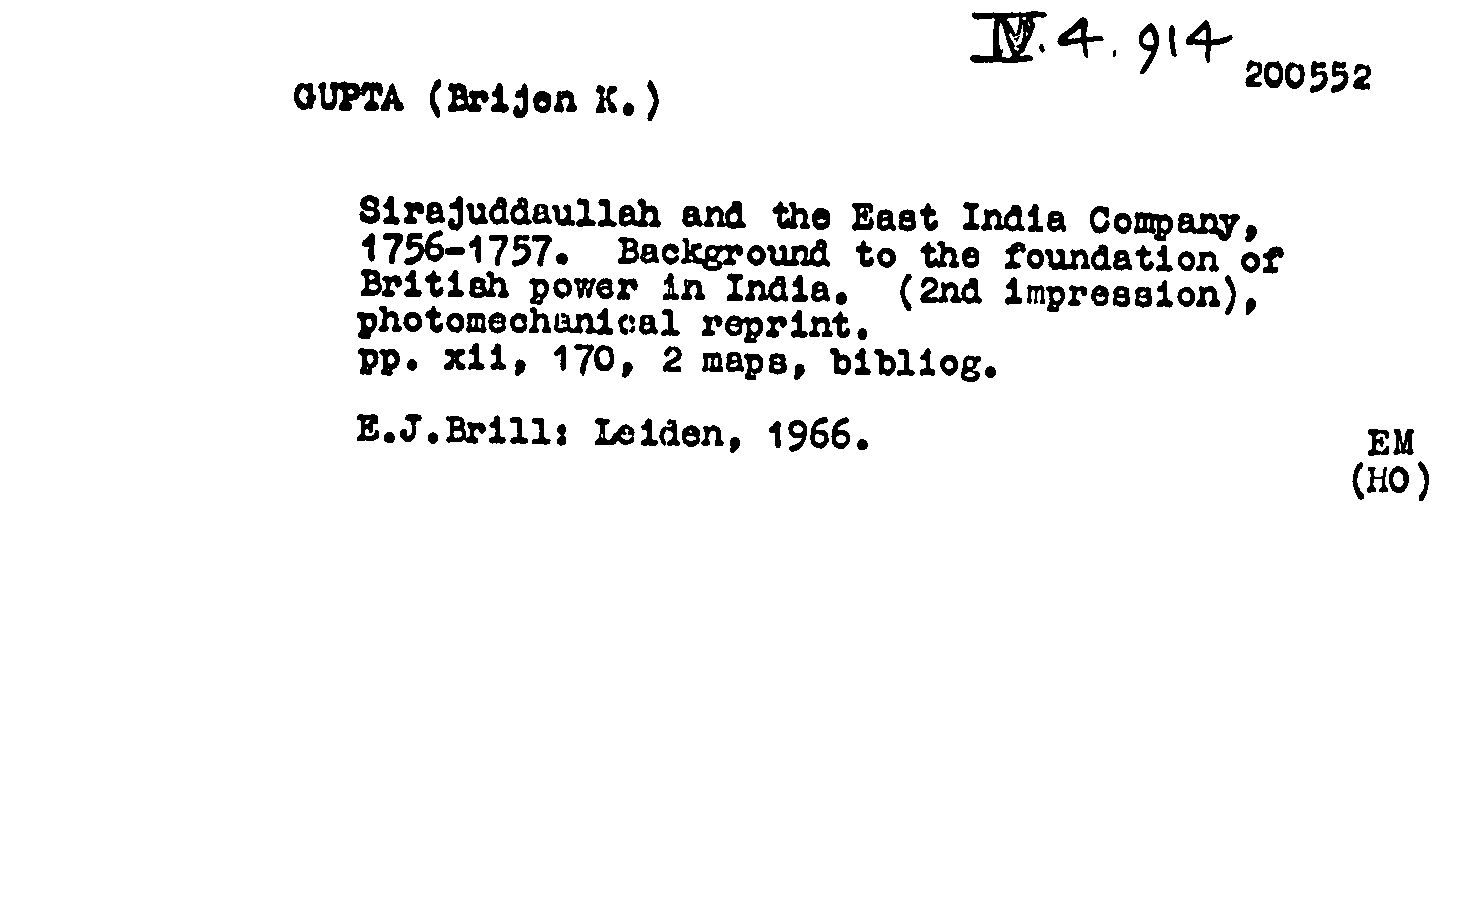 IV.4.914
200552
GUPTA (Brijen K.)
Sirajuddaullah and the East India Company,
1756-1757. Background to the foundation of
British power in India. (2nd impression),
photomechanical reprint.
pp. xii, 170, 2 maps, bibliog.
E.J.Brill: Leiden, 1966.
EM
(HO)